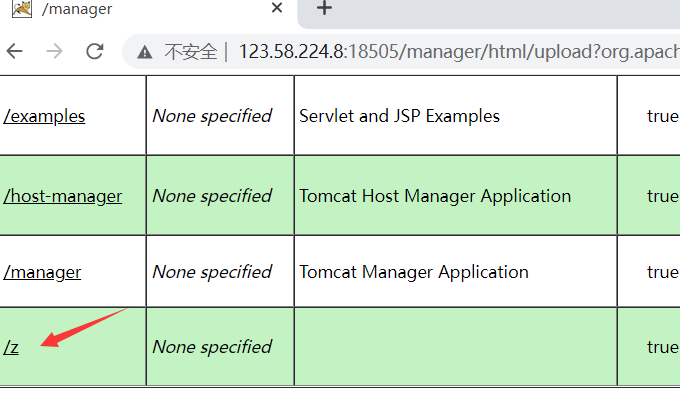 /manager
不安全 | 123.58.224.8:18505/manager/html/upload?org.apach
/examples None specified Servlet and JSP Examples true
/host-manager None specified Tomcat Host Manager Application true
/manager None specified Tomcat Manager Application true
/z None specified true